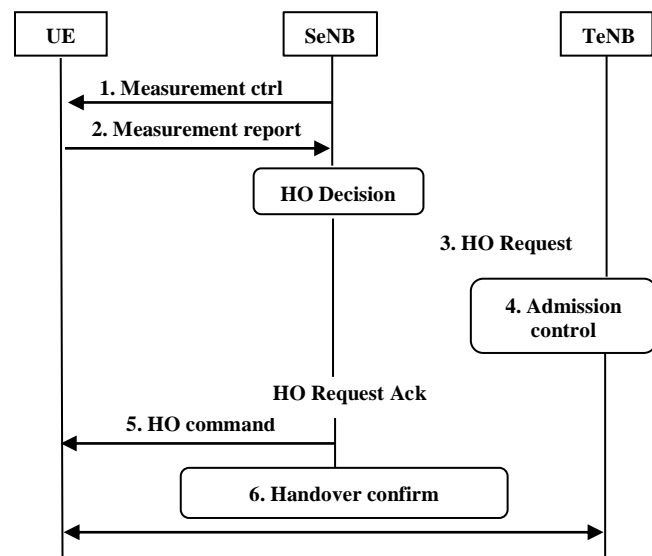 UE
SeNB
TeNB
1. Measurement ctrl
2. Measurement report
HO Decision
3. HO Request
4. Admission
control
HO Request Ack
5. HO command
6. Handover confirm